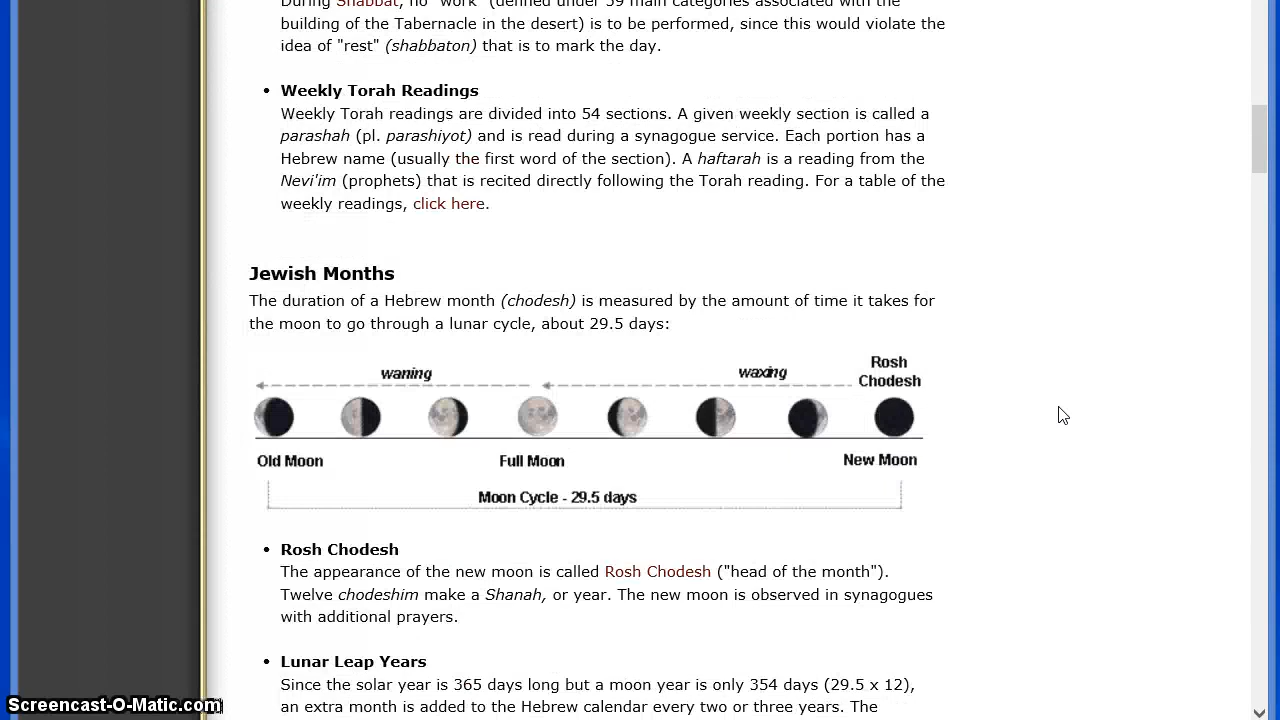 During Shabbat, no "work" (defined under 39 main categories associated with the
building of the Tabernacle in the desert) is to be performed, since this would violate the
idea of "rest" (shabbaton) that is to mark the day.
• Weekly Torah Readings
Weekly Torah readings are divided into 54 sections. A given weekly section is called a
parashah (pl. parashiyot) and is read during a synagogue service. Each portion has a
Hebrew name (usually the first word of the section). A haftarah is a reading from the
Nevi'im (prophets) that is recited directly following the Torah reading. For a table of the
weekly readings, click here.
Jewish Months
The duration of a Hebrew month (chodesh) is measured by the amount of time it takes for
the moon to go through a lunar cycle, about 29.5 days:
waning
waxing
Rosh
Chodesh
Old Moon
Full Moon
New Moon
Moon Cycle - 29.5 days
• Rosh Chodesh
The appearance of the new moon is called Rosh Chodesh ("head of the month").
Twelve chodeshim make a Shanah, or year. The new moon is observed in synagogues
with additional prayers.
• Lunar Leap Years
Since the solar year is 365 days long but a moon year is only 354 days (29.5 x 12),
an extra month is added to the Hebrew calendar every two or three years. The
Screencast-O-Matic.com